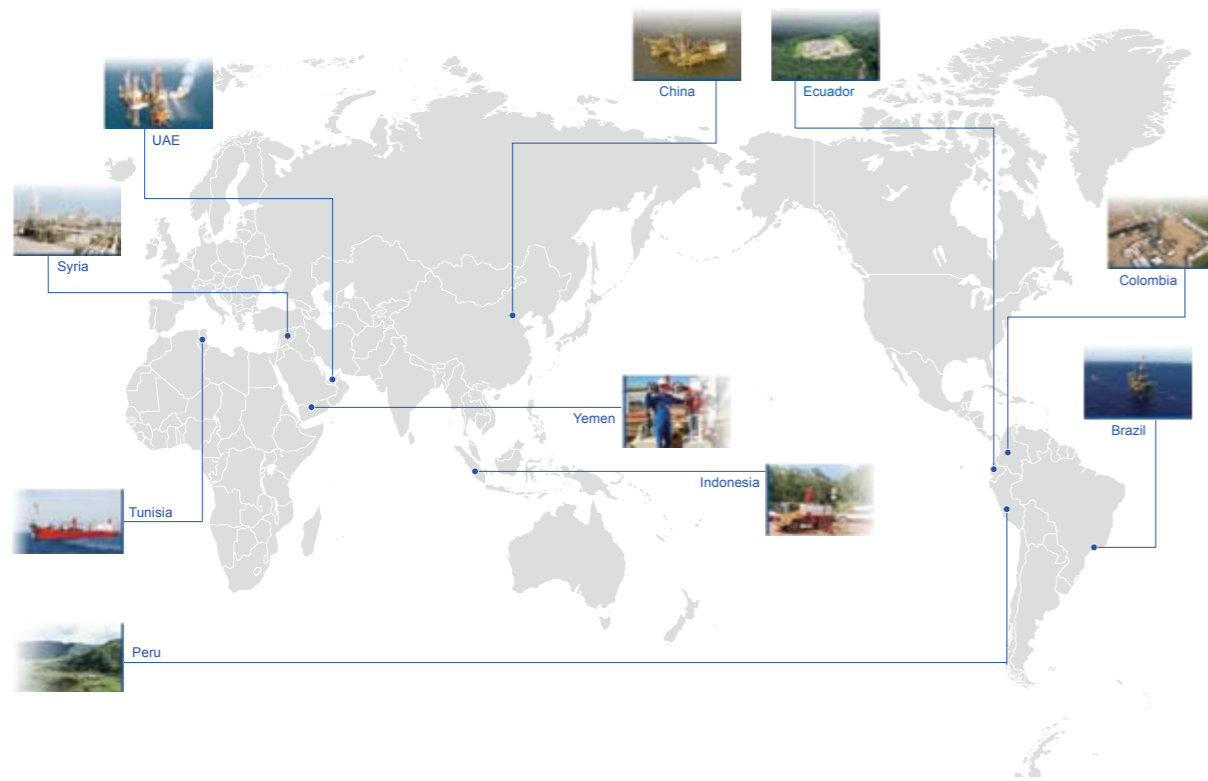 China
Ecuador
UAE
Syria
Colombia
Yemen
Brazil
Indonesia
Tunisia
Peru